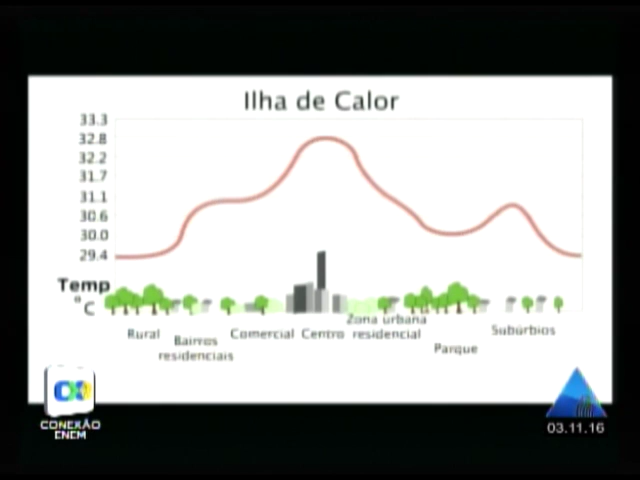 Ilha de Calor
33.3
32.8
32.2
31.7
31.1
30.6
30.0
29.4
Temp
°C
Rural
Bairros
residenciais
Comercial
Centro
Zona urbana
residencial
Parque
Subúrbios
CONEXÃO
ENEM
03.11.16